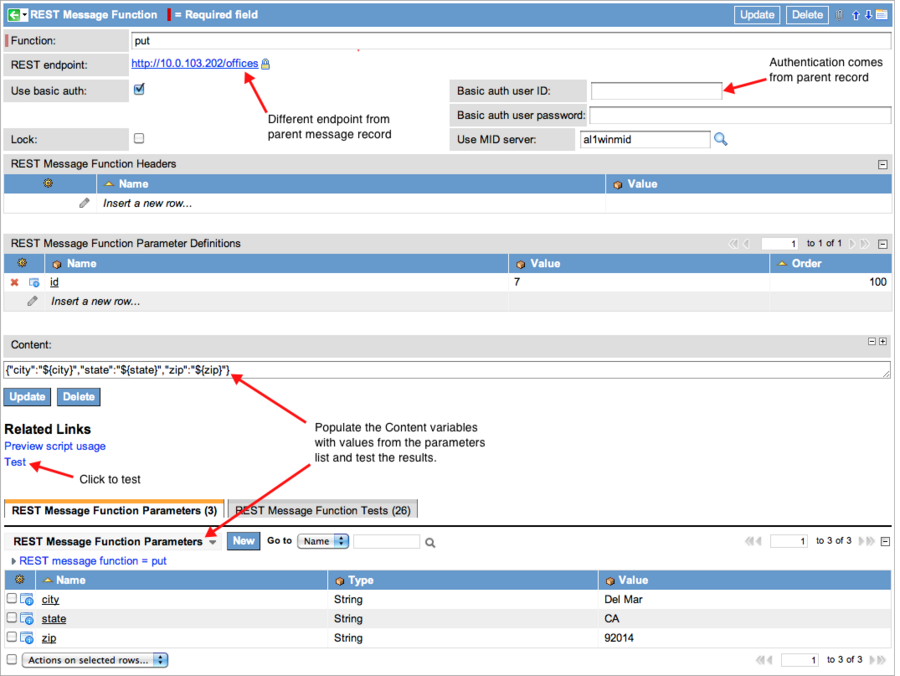 REST Message Function = Required field Update Delete
Function: put
REST endpoint: http://10.0.103.202/offices
Authentication comes
from parent record
Use basic auth: Basic auth user ID:
Different endpoint from
parent message record
Basic auth user password:
Lock: Use MID server: al1winmid
REST Message Function Headers
Name Value
Insert a new row...
REST Message Function Parameter Definitions 1 to 1 of 1
Name Value Order
id 7 100
Insert a new row...
Content:
{"city":"${city}","state":"${state}","zip":"${zip}"}
Update Delete
Related Links
Preview script usage
Test
Click to test
Populate the Content variables
with values from the parameters
list and test the results.
REST Message Function Parameters (3) REST Message Function Tests (26)
REST Message Function Parameters New Go to Name 1 to 3 of 3
REST message function = put
Name Type Value
city String Del Mar
state String CA
zip String 92014
Actions on selected rows... 1 to 3 of 3